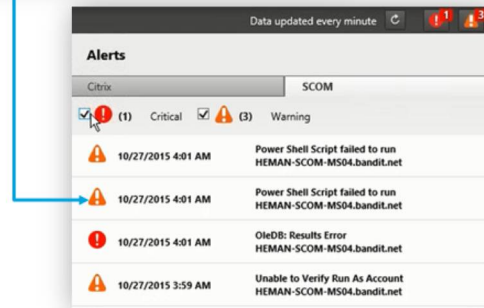 Data updated every minute
1
3
Alerts
Citrix
SCOM
(1) Critical (3) Warning
10/27/2015 4:01 AM Power Shell Script failed to run
HEMAN-SCOM-MS04.bandit.net
10/27/2015 4:01 AM Power Shell Script failed to run
HEMAN-SCOM-MS04.bandit.net
10/27/2015 4:01 AM OleDB: Results Error
HEMAN-SCOM-MS04.bandit.net
10/27/2015 3:59 AM Unable to Verify Run As Account
HEMAN-SCOM-MS04.bandit.net